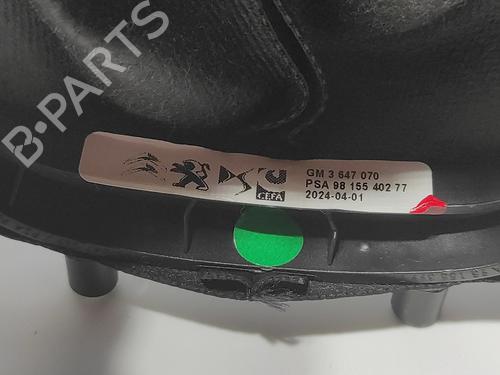 B-PARTS
GM 3 647 070
PSA 98 155 402 77
2024-04-01
CEFA